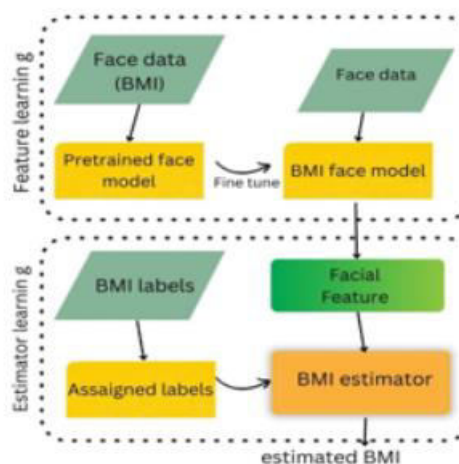 Feature learnin g
Face data
(BMI)
Face data
Pretrained face
model
Fine tune
BMI face model
Estimator learnin g
BMI labels
Facial
Feature
Assaigned labels
BMI estimator
estimated BMI